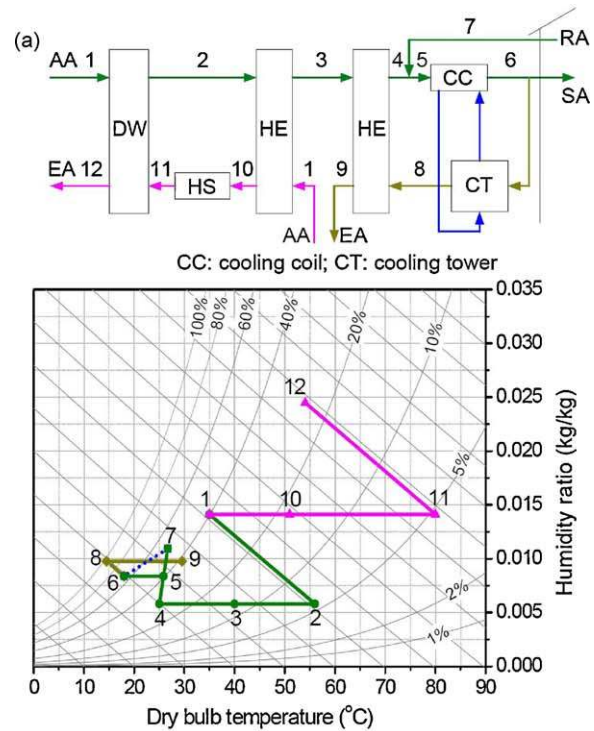 (a)
7
RA
AA 1 2 3 4 5 CC 6
SA
DW HE HE
EA 12 11 HS 10 1 9 8 CT
AA EA
CC: cooling coil; CT: cooling tower
100% 80% 60% 40% 20% 10%
0.035
0.030
12
0.025
5%
0.020
1 10 11
0.015
7
8 9
0.010
6 5
2%
4 3 2
0.005
1%
0.000
Humidity ratio (kg/kg)
0 10 20 30 40 50 60 70 80 90
Dry bulb temperature (°C)